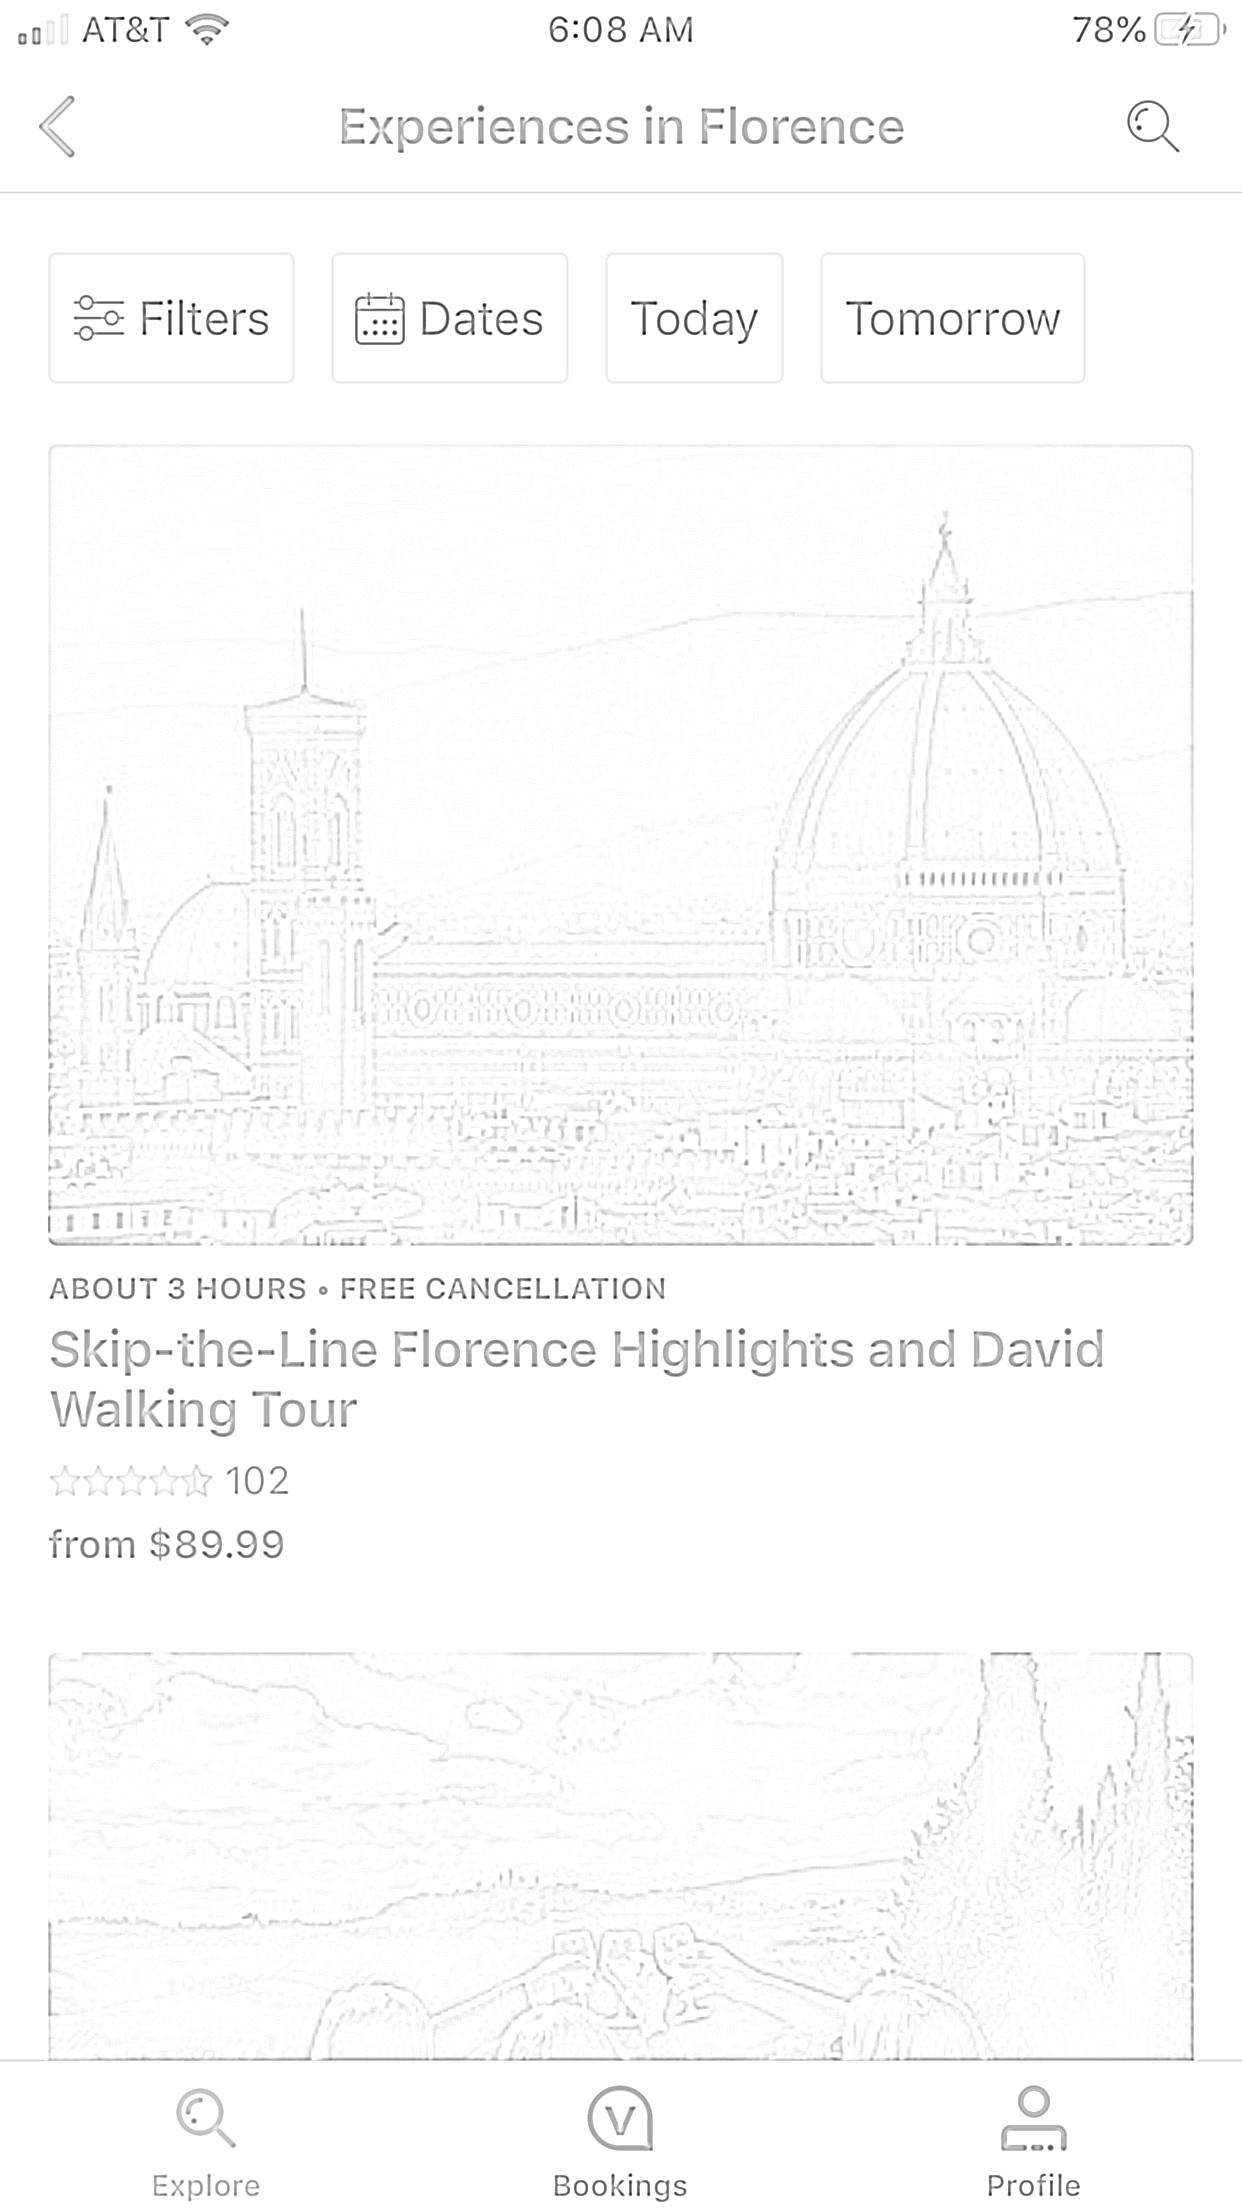 AT&T 6:08 AM 78%
Experiences in Florence
Filters Dates Today Tomorrow
ABOUT 3 HOURS • FREE CANCELLATION
Skip-the-Line Florence Highlights and David
Walking Tour
102
from $89.99
V
Explore Bookings Profile